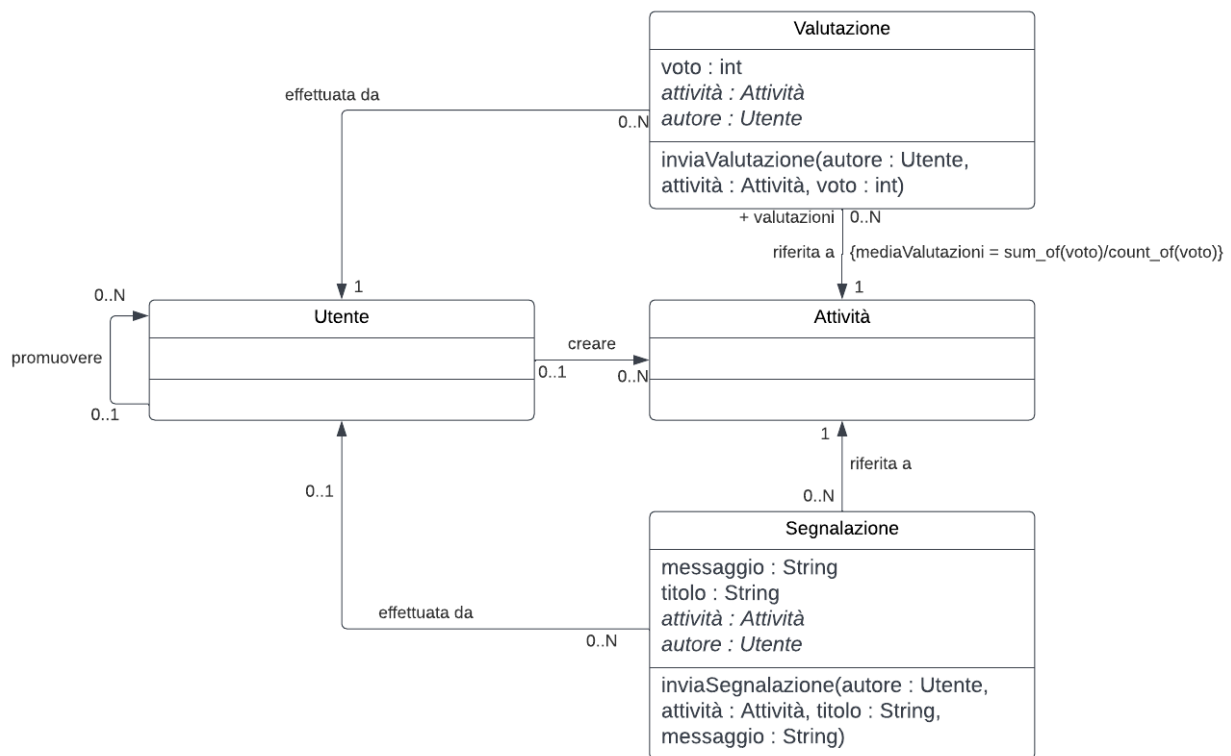 Valutazione
voto : int
attività : Attività
autore : Utente
inviaValutazione(autore : Utente,
attività : Attività, voto : int)
effettuata da
0..N
+ valutazioni 0..N
riferita a {mediaValutazioni = sum_of(voto)/count_of(voto)}
1
1
0..N
promuovere
0..1
Utente
creare
0..1
0..N
Attività
1
riferita a
0..N
0..1
effettuata da
0..N
Segnalazione
messaggio : String
titolo : String
attività : Attività
autore : Utente
inviaSegnalazione(autore : Utente,
attività : Attività, titolo : String,
messaggio : String)